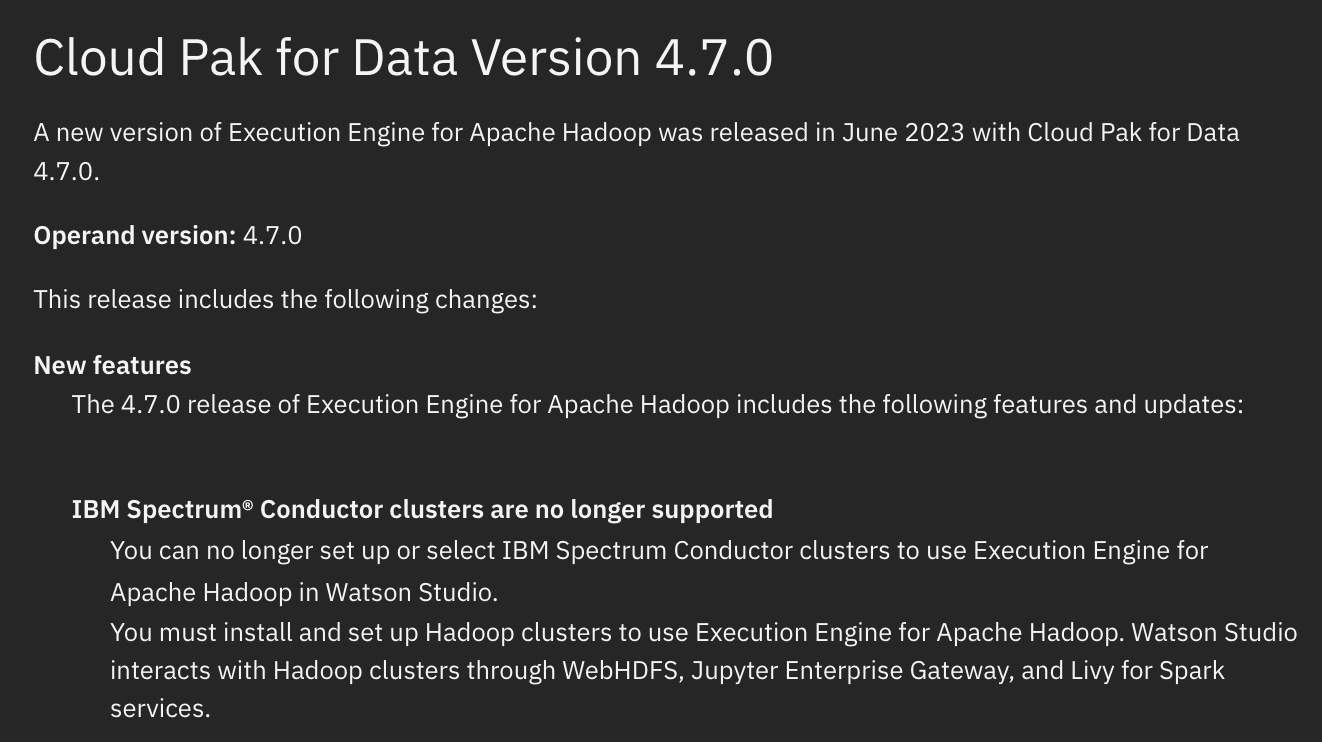 Cloud Pak for Data Version 4.7.0
A new version of Execution Engine for Apache Hadoop was released in June 2023 with Cloud Pak for Data
4.7.0.
Operand version: 4.7.0
This release includes the following changes:
New features
The 4.7.0 release of Execution Engine for Apache Hadoop includes the following features and updates:
IBM Spectrum® Conductor clusters are no longer supported
You can no longer set up or select IBM Spectrum Conductor clusters to use Execution Engine for
Apache Hadoop in Watson Studio.
You must install and set up Hadoop clusters to use Execution Engine for Apache Hadoop. Watson Studio
interacts with Hadoop clusters through WebHDFS, Jupyter Enterprise Gateway, and Livy for Spark
services.